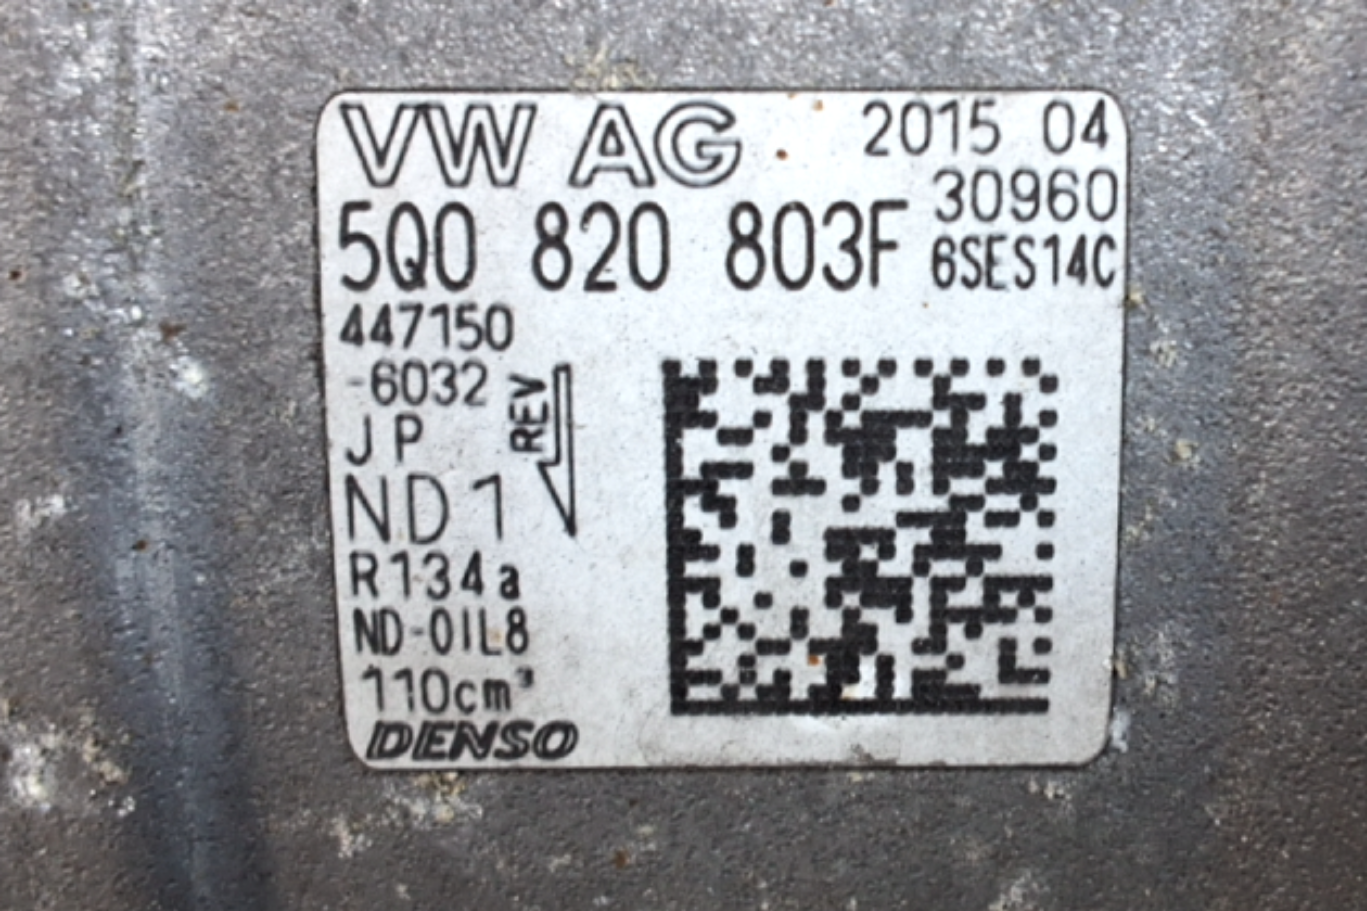 VW AG 2015 04
30960
5Q0 820 803F 6SES14C
447150
-6032
REV
JP
ND1
R134a
ND-OIL8
110cm³
DENSO